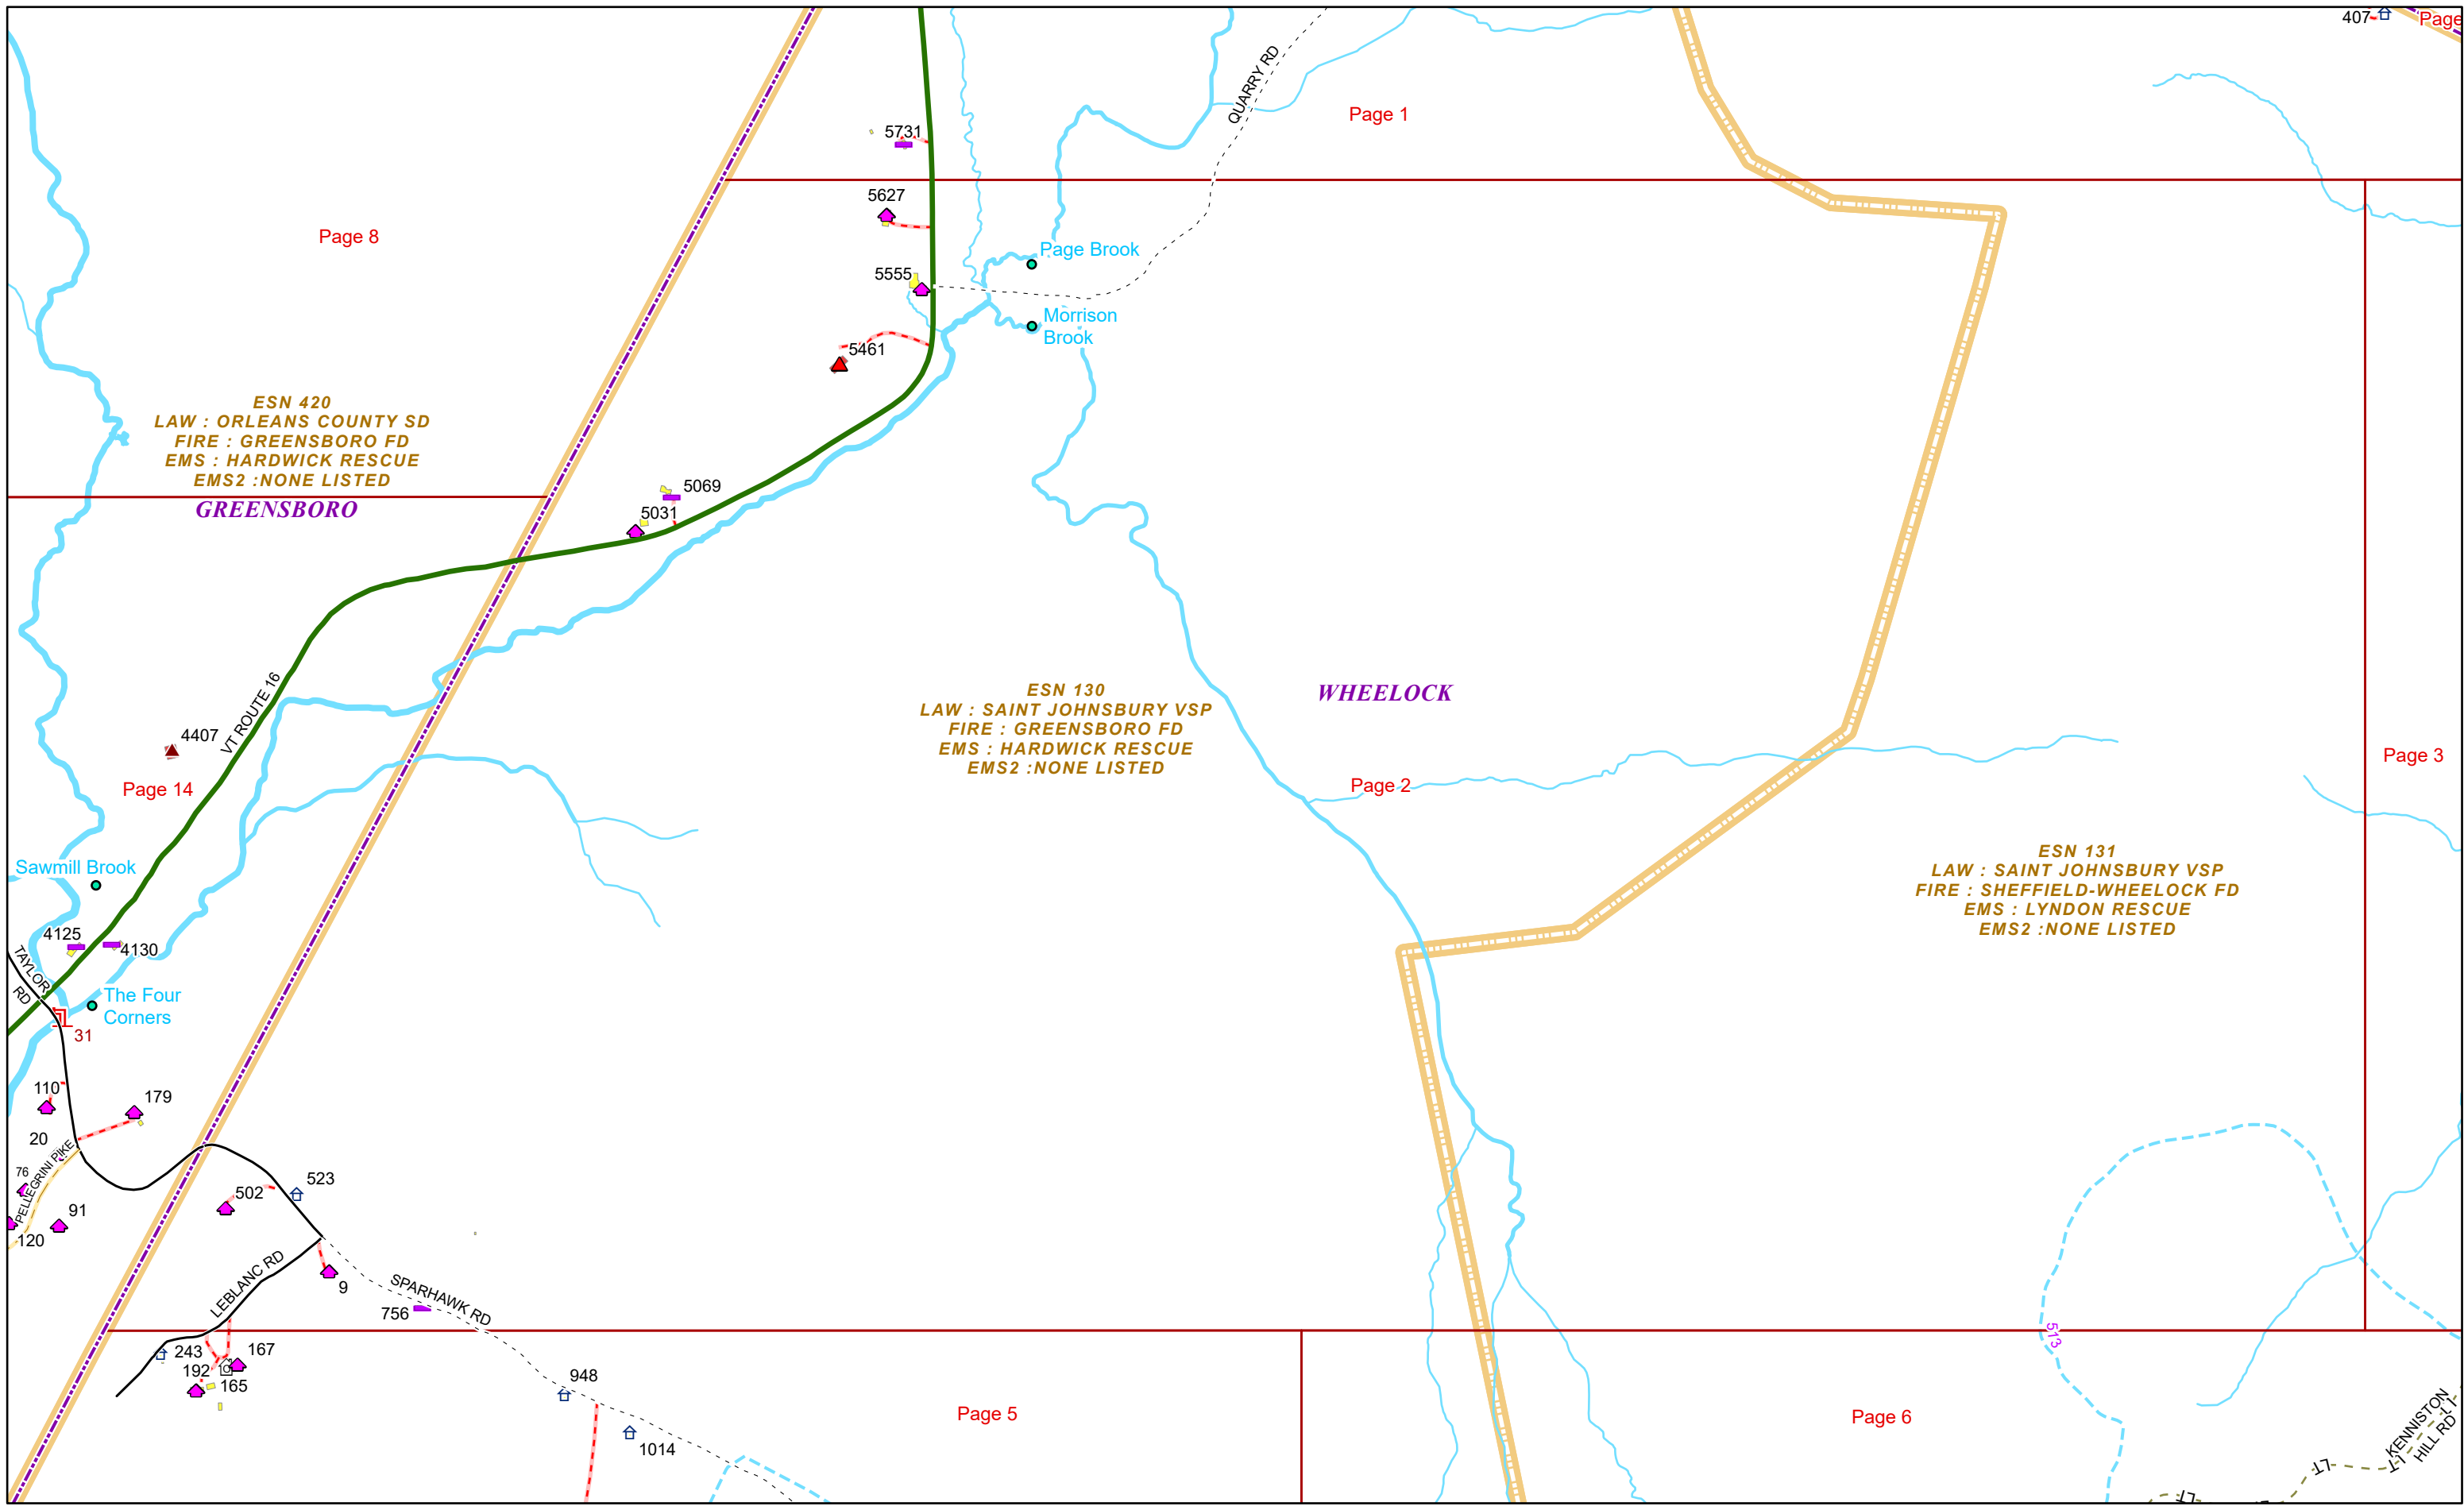 407
Page
QUARRY RD
Page 1
5731
5627
Page 8
Page Brook
5555
Morrison
Brook
5461
ESN 420
LAW : ORLEANS COUNTY SD
FIRE : GREENSBORO FD
EMS : HARDWICK RESCUE
EMS2 :NONE LISTED
GREENSBORO
5069
5031
VT ROUTE 16
ESN 130
LAW : SAINT JOHNSBURY VSP
FIRE : GREENSBORO FD
EMS : HARDWICK RESCUE
EMS2 :NONE LISTED
WHEELOCK
4407
Page 14
Page 2
Page 3
ESN 131
LAW : SAINT JOHNSBURY VSP
FIRE : SHEFFIELD-WHEELOCK FD
EMS : LYNDON RESCUE
EMS2 :NONE LISTED
Sawmill Brook
4125
4130
TAYLOR
RD
The Four
Corners
31
110
179
20
76
PELLEGRINI PIKE
91
120
502
523
LEBLANC RD
9
SPARHAWK RD
756
243
167
192
165
948
1014
Page 5
Page 6
513
KENNISTON
HILL RD
LT
LT
LT
LT